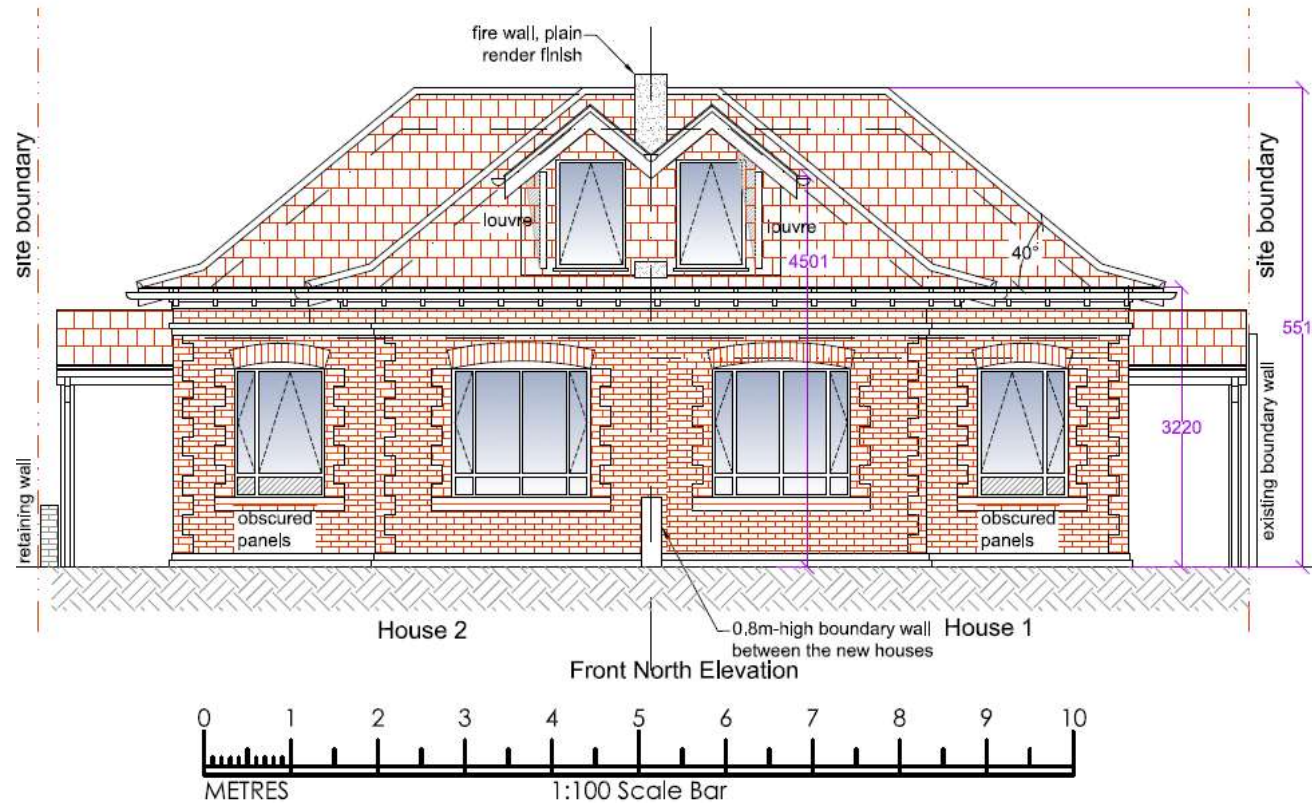 fire wall, plain
render finish
site boundary
site boundary
louvre
louvre
40°
4501
551
3220
retaining wall
existing boundary wall
obscured
panels
obscured
panels
House 2
0,8m-high boundary wall
between the new houses
House 1
Front North Elevation
0 1 2 3 4 5 6 7 8 9 10
METRES
1:100 Scale Bar